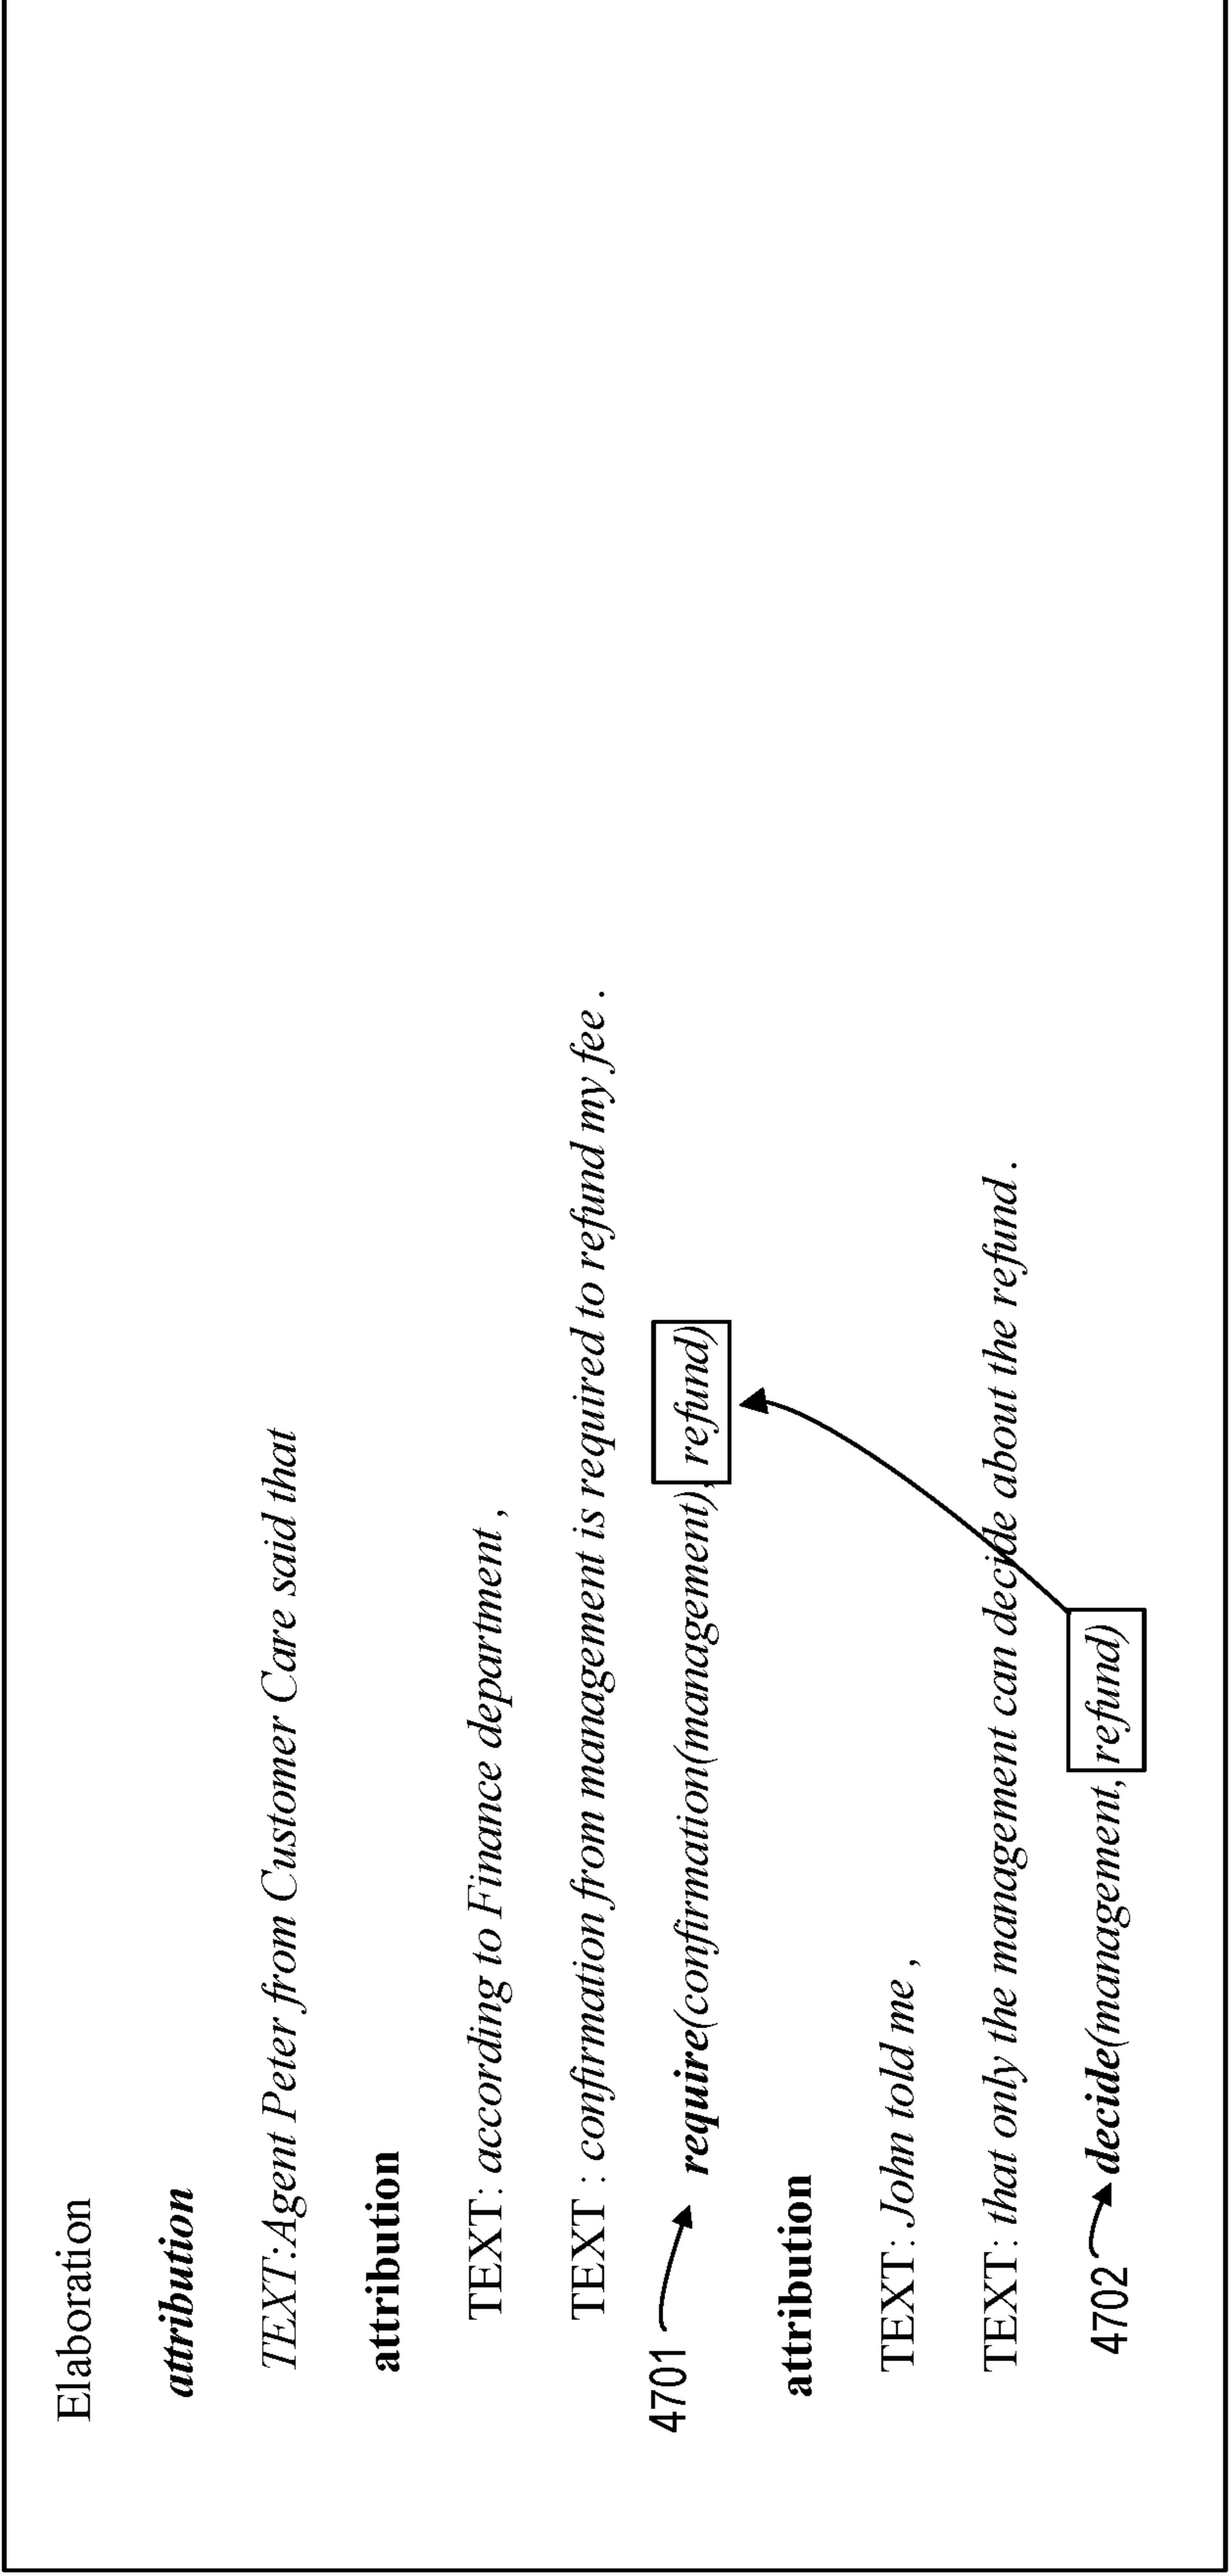 Elaboration
attribution
TEXT:Agent Peter from Customer Care said that
attribution
TEXT: according to Finance department ,
TEXT : confirmation from management is required to refund my fee .
4701 require(confirmation(management), refund)
attribution
TEXT: John told me ,
TEXT: that only the management can decide about the refund .
4702 decide(management, refund)